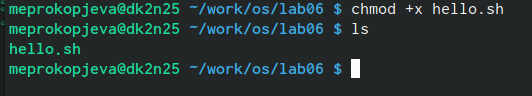 meprokopjeva@dk2n25 ~/work/os/lab06 $ chmod +x hello.sh
meprokopjeva@dk2n25 ~/work/os/lab06 $ ls
hello.sh
meprokopjeva@dk2n25 ~/work/os/lab06 $